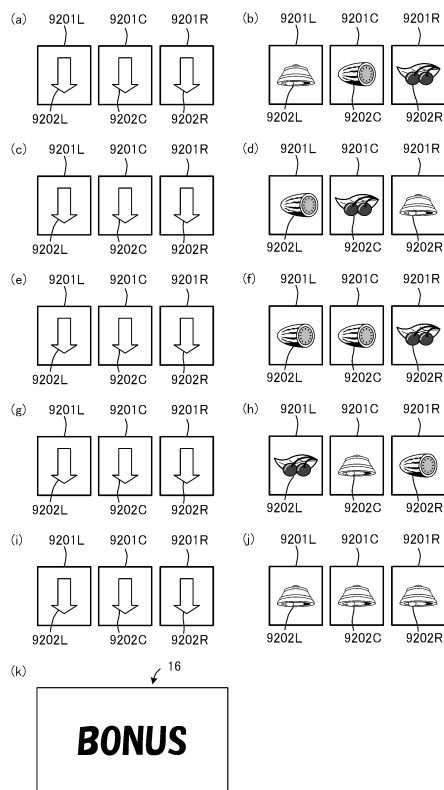 (a) 9201L 9201C 9201R
9202L 9202C 9202R
(b) 9201L 9201C 9201R
9202L 9202C 9202R
(c) 9201L 9201C 9201R
9202L 9202C 9202R
(d) 9201L 9201C 9201R
9202L 9202C 9202R
(e) 9201L 9201C 9201R
9202L 9202C 9202R
(f) 9201L 9201C 9201R
9202L 9202C 9202R
(g) 9201L 9201C 9201R
9202L 9202C 9202R
(h) 9201L 9201C 9201R
9202L 9202C 9202R
(i) 9201L 9201C 9201R
9202L 9202C 9202R
(j) 9201L 9201C 9201R
9202L 9202C 9202R
(k) 16
BONUS